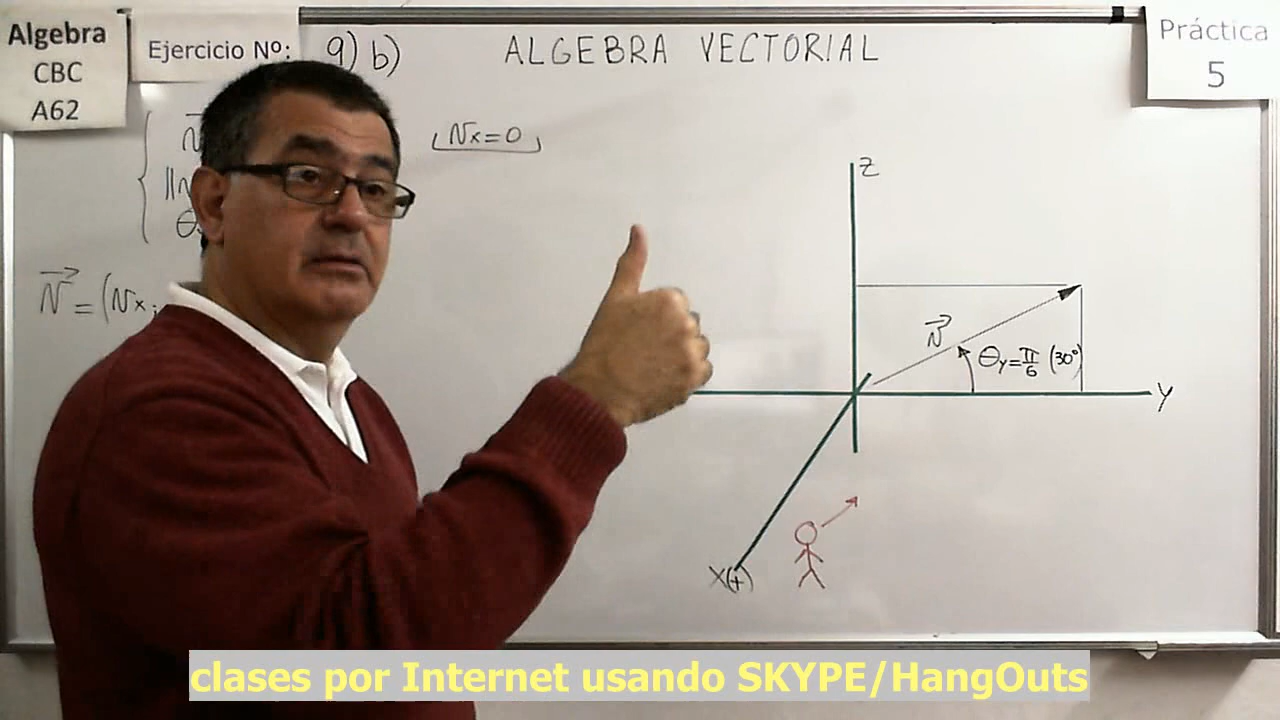 Algebra
CBC
A62
Ejercicio Nº: 9) b)
ALGEBRA VECTORIAL
Práctica
5
Nx=0
N = (Nx;
Z
N
θy=π/6 (30°)
Y
X(+)
clases por Internet usando SKYPE/HangOuts